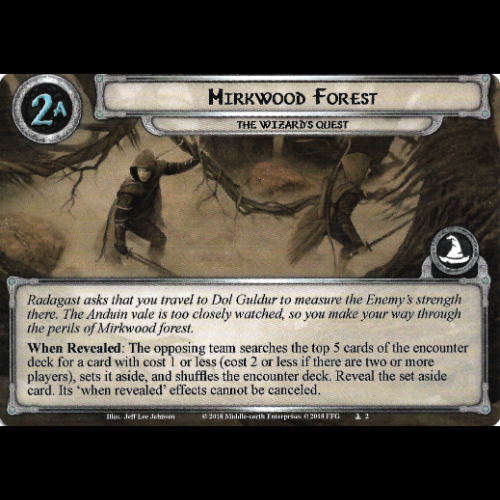 2A
Mirkwood Forest
The Wizard's Quest
Radagast asks that you travel to Dol Guldur to measure the Enemy's strength
there. The Anduin vale is too closely watched, so you make your way through
the perils of Mirkwood forest.
When Revealed: The opposing team searches the top 5 cards of the encounter
deck for a card with cost 1 or less (cost 2 or less if there are two or more
players), sets it aside, and shuffles the encounter deck. Reveal the set aside
card. Its 'when revealed' effects cannot be canceled.
Illus. Jeff Lee Johnson © 2018 Middle-earth Enterprises © 2018 FFG 2